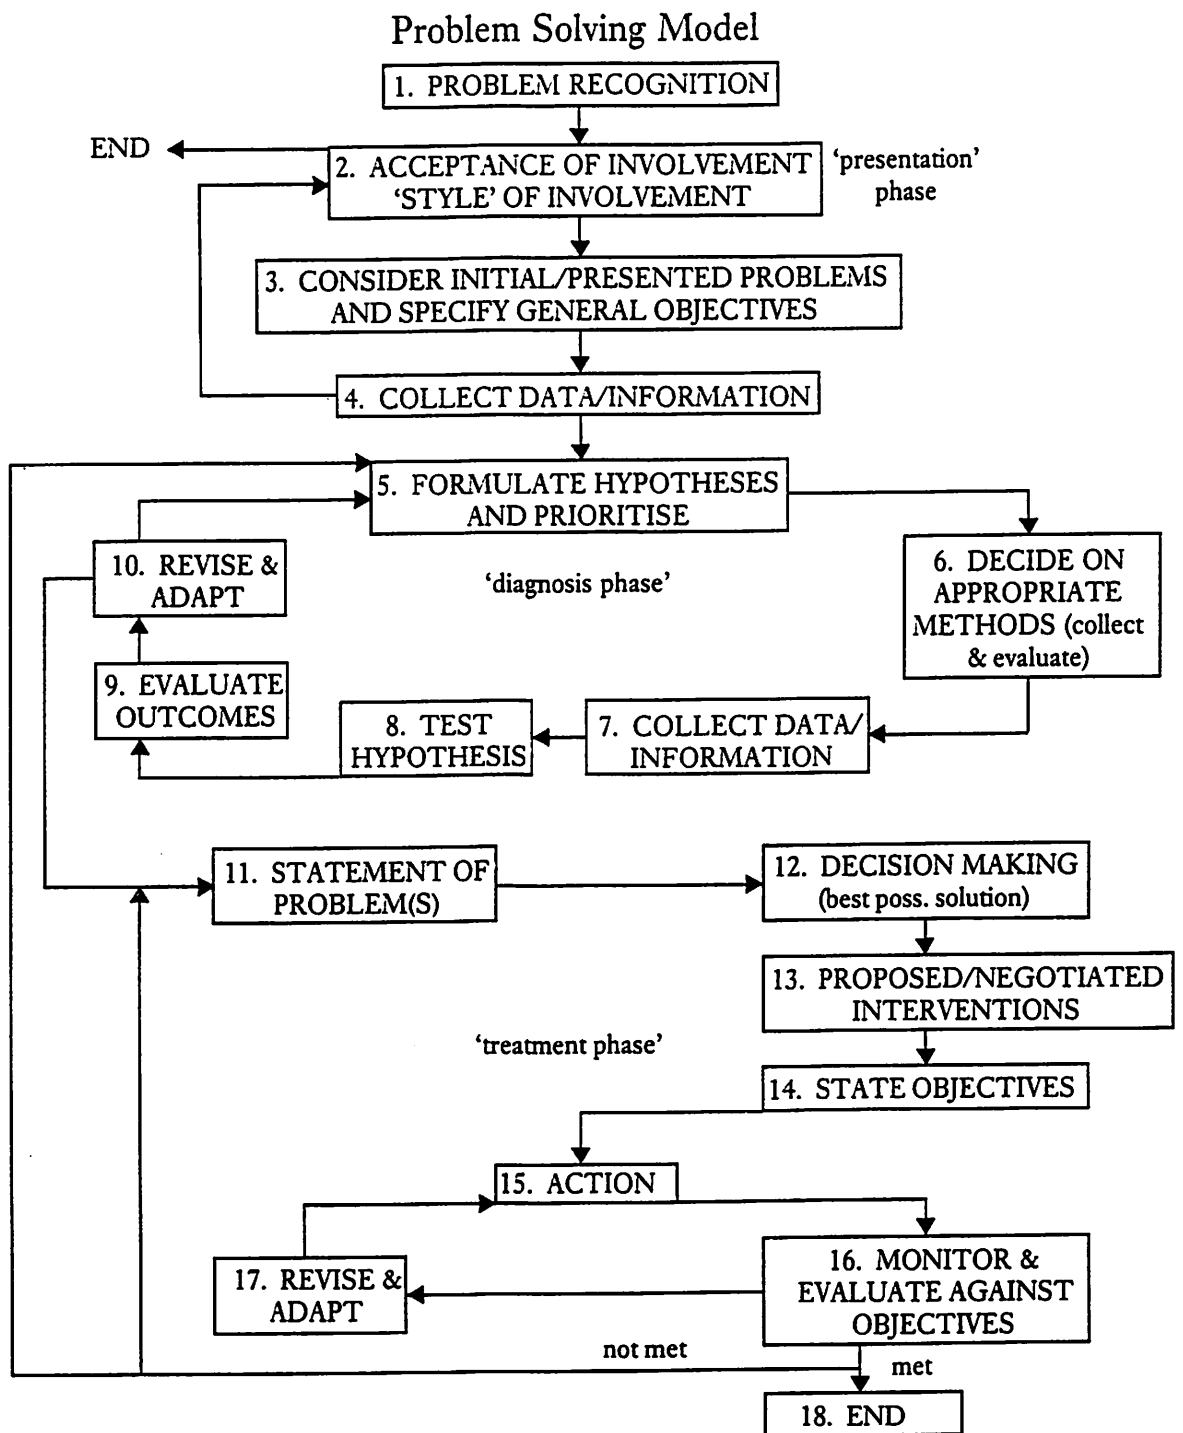 Problem Solving Model
1. PROBLEM RECOGNITION
END
2. ACCEPTANCE OF INVOLVEMENT
‘STYLE’ OF INVOLVEMENT
‘presentation’
phase
3. CONSIDER INITIAL/PRESENTED PROBLEMS
AND SPECIFY GENERAL OBJECTIVES
4. COLLECT DATA/INFORMATION
5. FORMULATE HYPOTHESES
AND PRIORITISE
10. REVISE &
ADAPT
‘diagnosis phase’
6. DECIDE ON
APPROPRIATE
METHODS (collect
& evaluate)
9. EVALUATE
OUTCOMES
8. TEST
HYPOTHESIS
7. COLLECT DATA/
INFORMATION
11. STATEMENT OF
PROBLEM(S)
12. DECISION MAKING
(best poss. solution)
13. PROPOSED/NEGOTIATED
INTERVENTIONS
‘treatment phase’
14. STATE OBJECTIVES
15. ACTION
17. REVISE &
ADAPT
16. MONITOR &
EVALUATE AGAINST
OBJECTIVES
not met
met
18. END